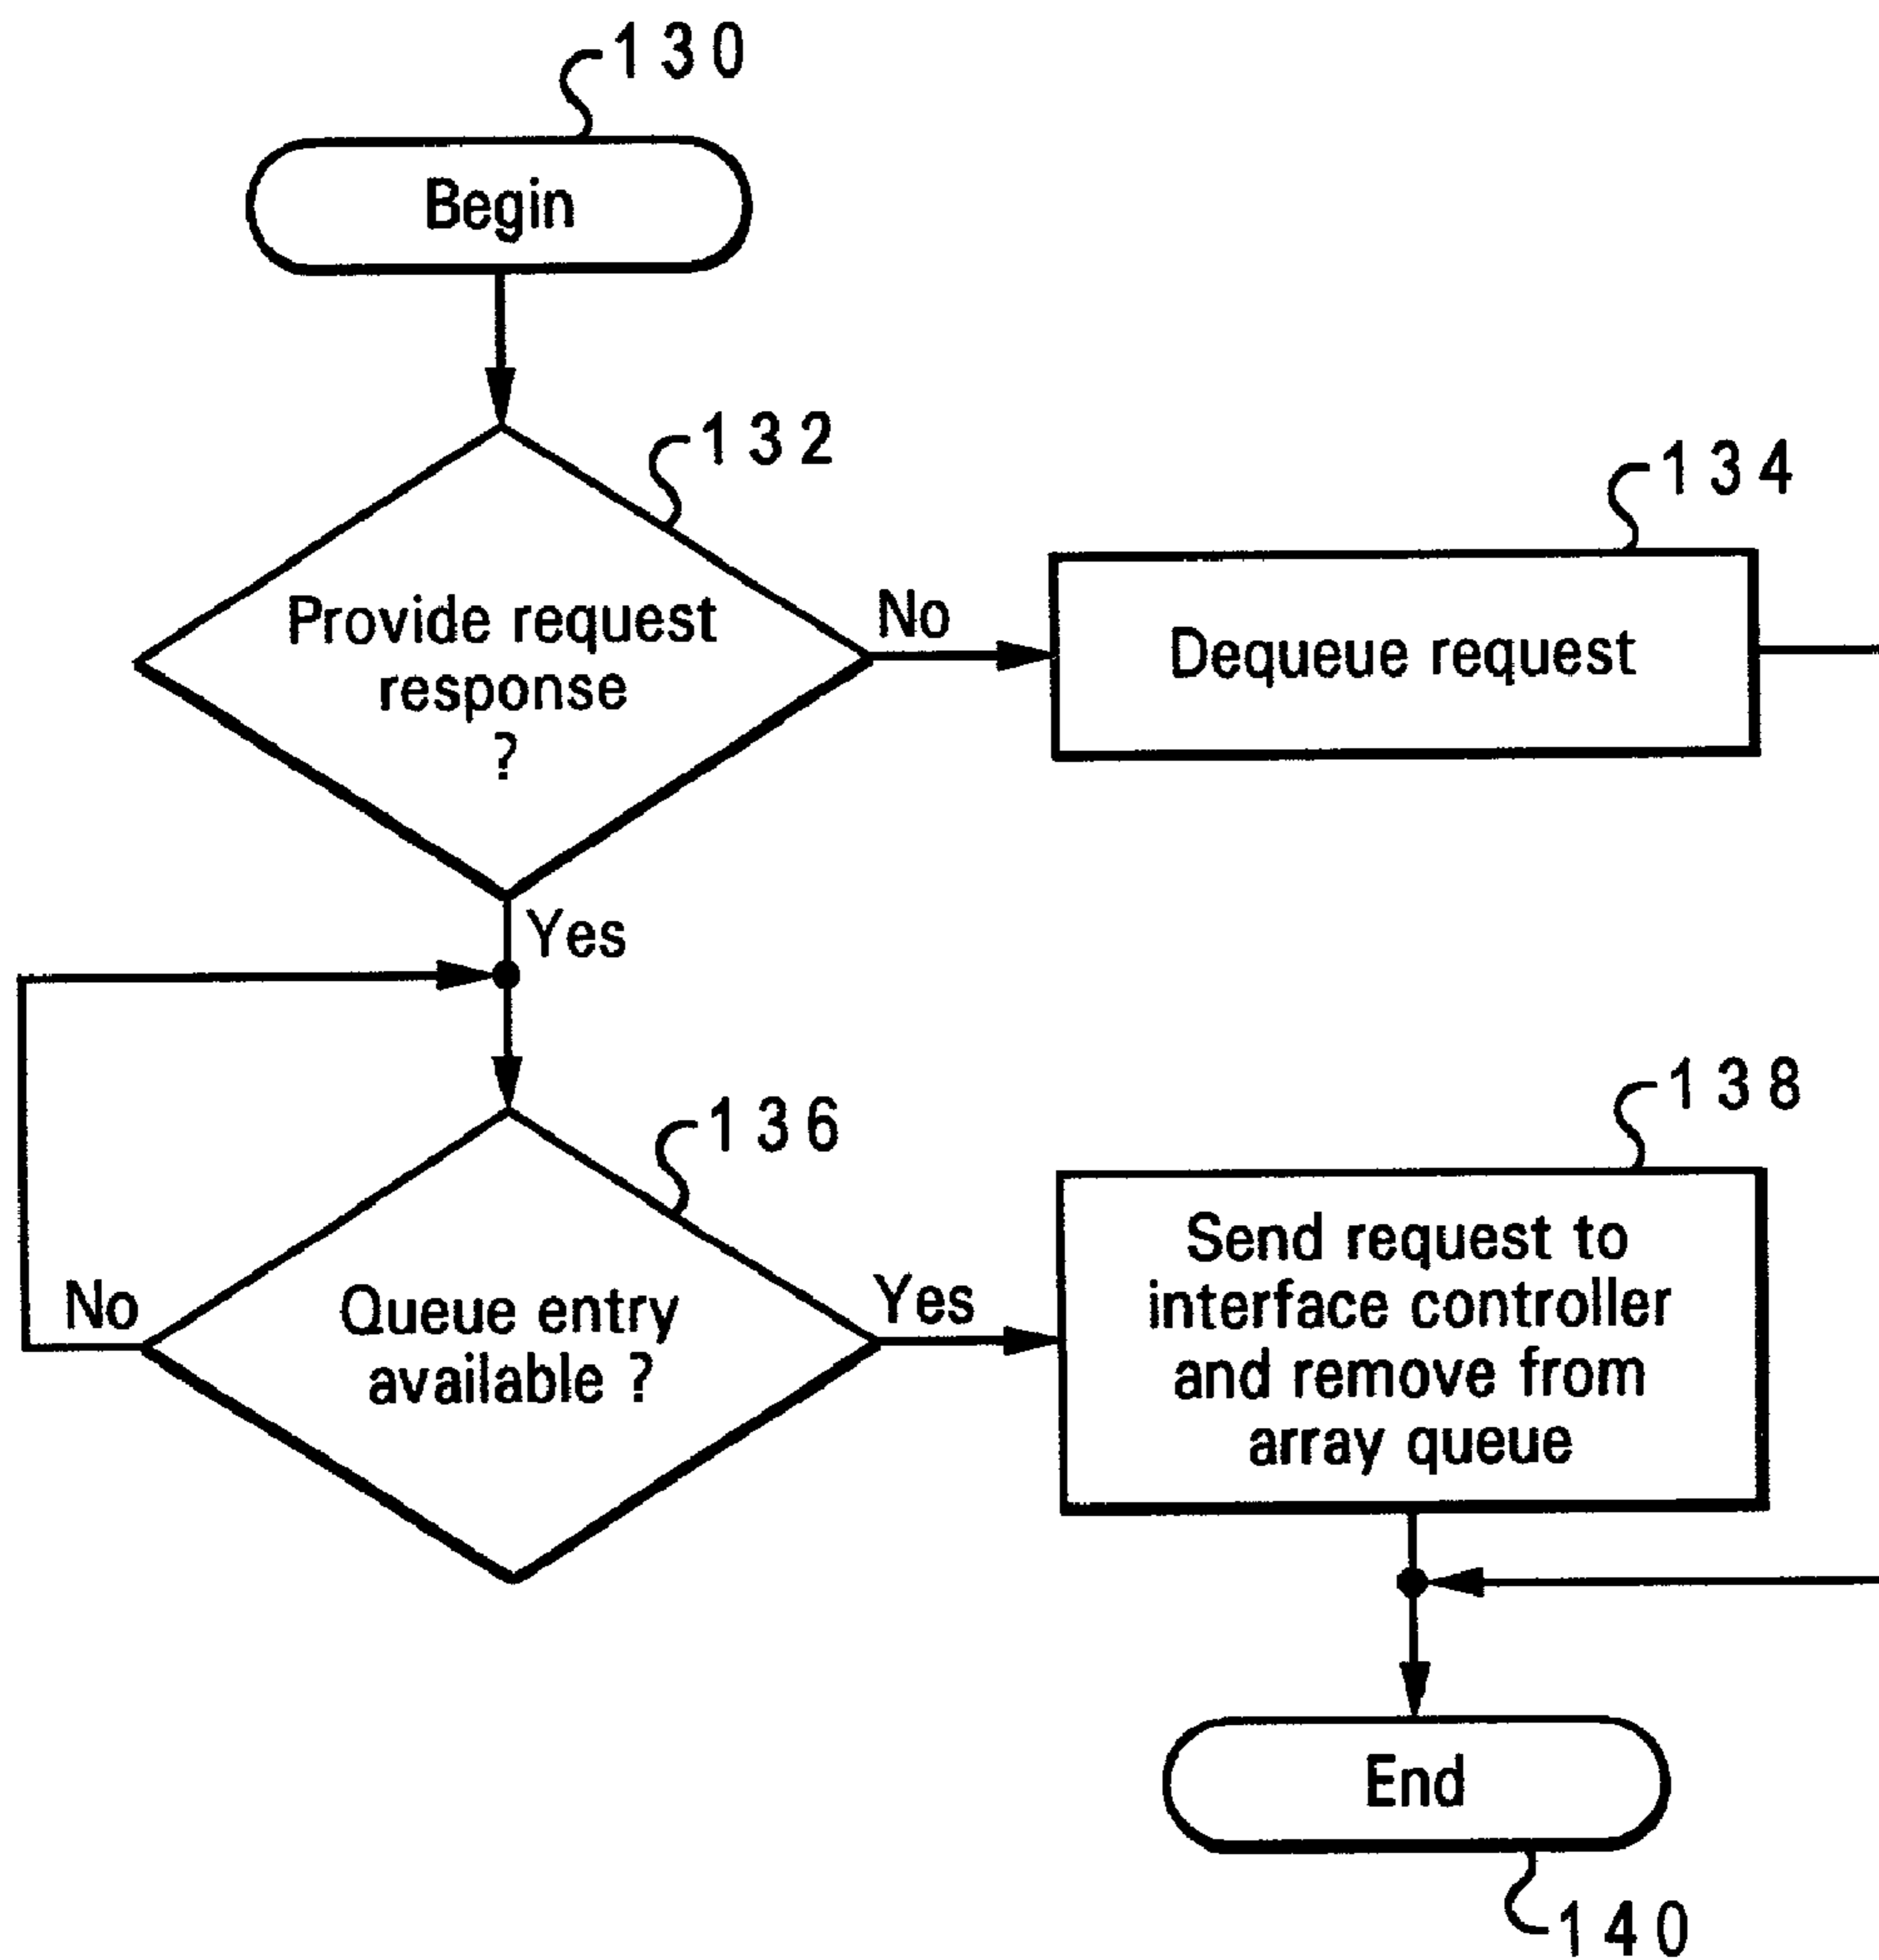 130
Begin
132
Provide request
response
?
No
134
Dequeue request
Yes
136
Queue entry
available ?
No
Yes
138
Send request to
interface controller
and remove from
array queue
End
140